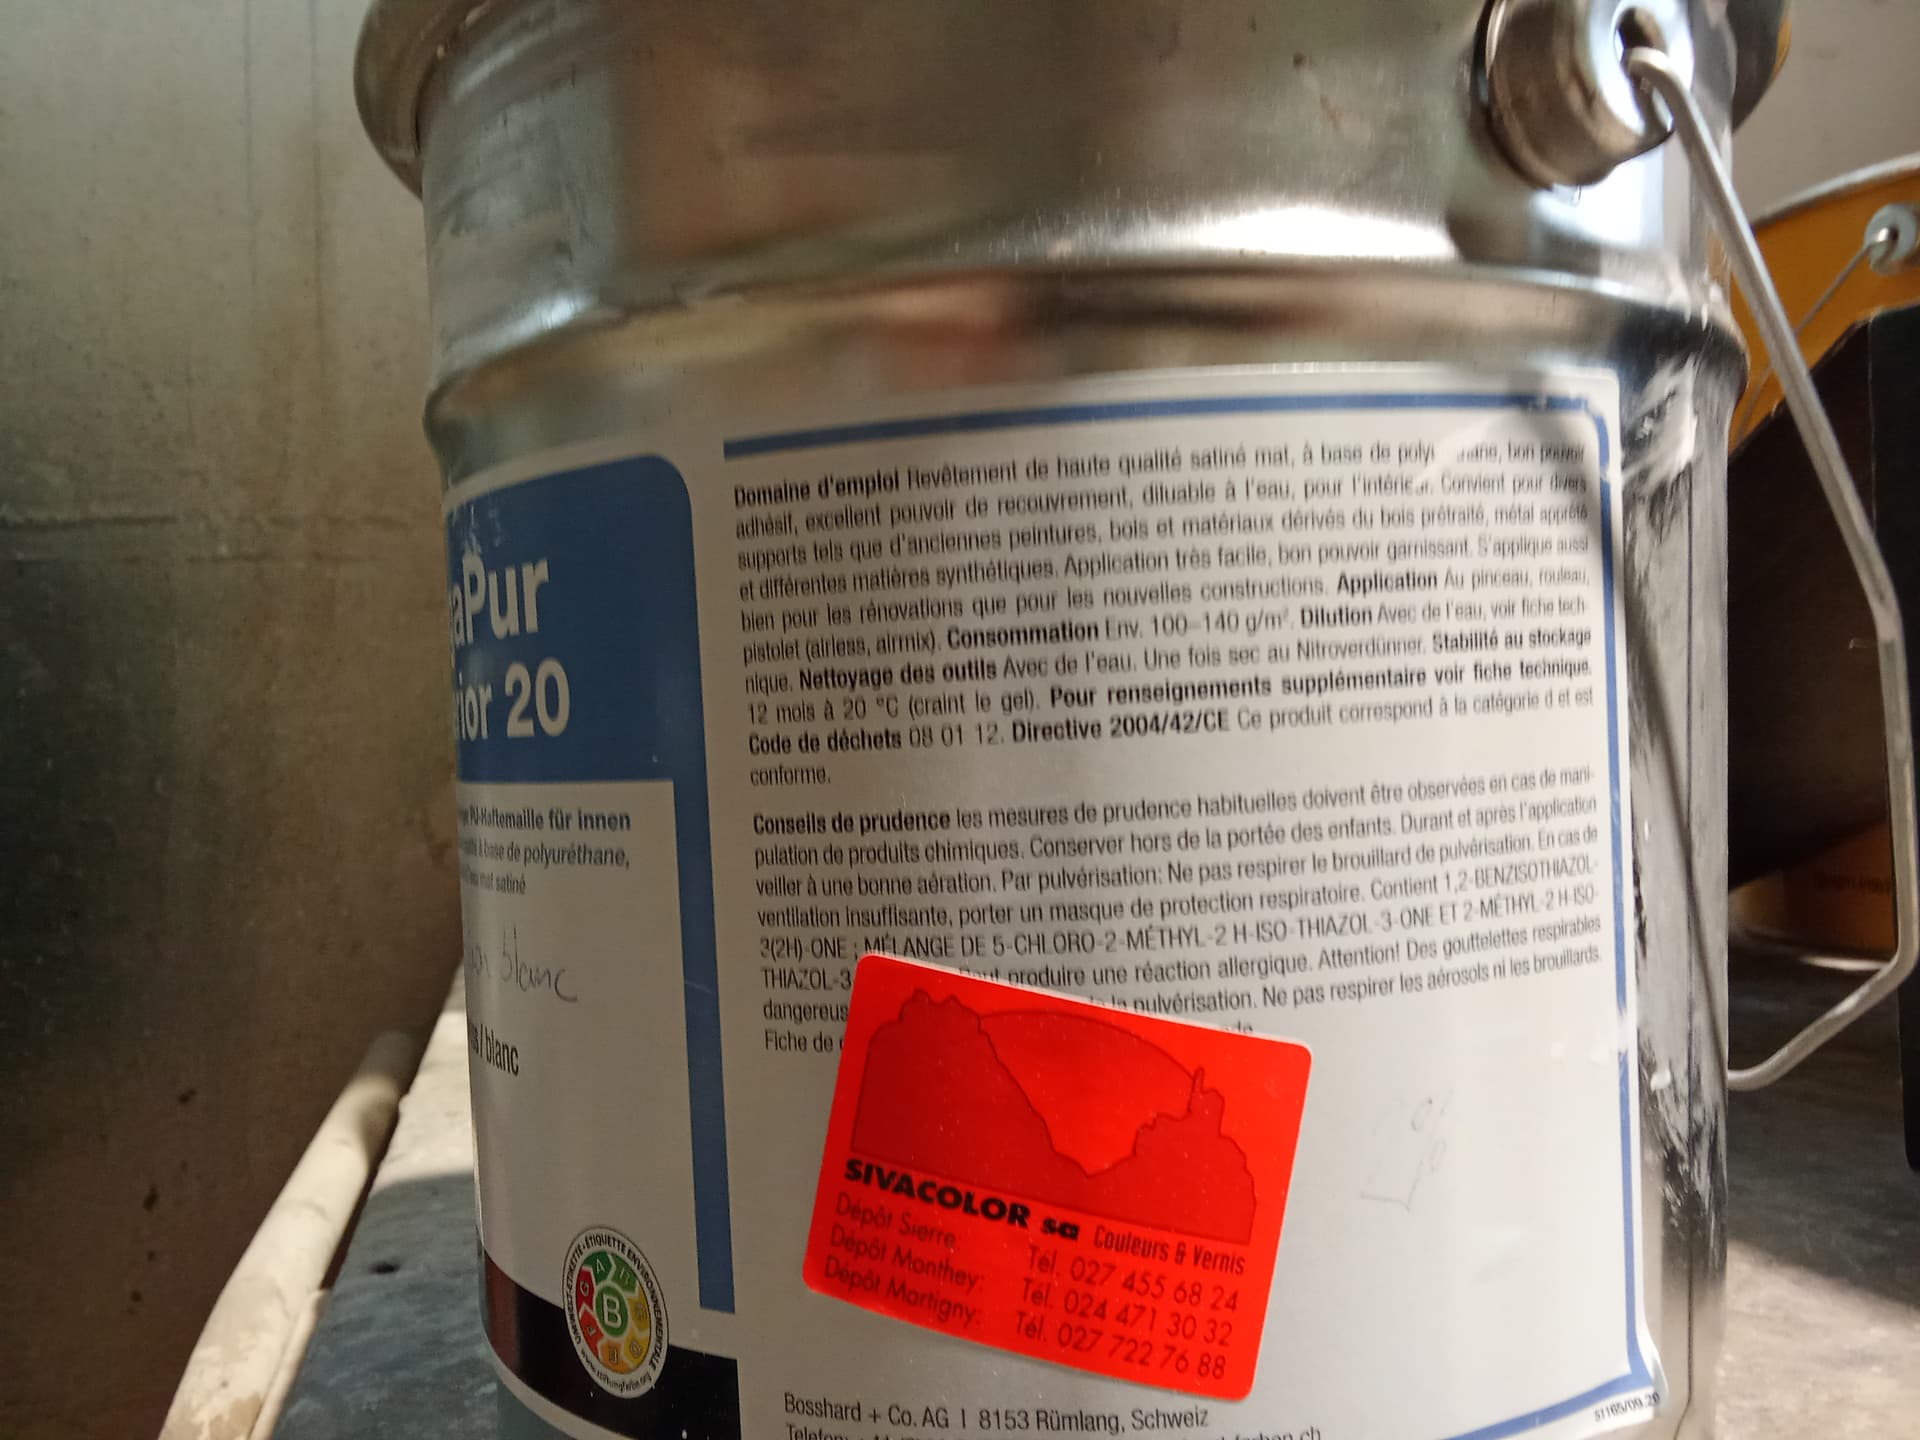 aPur
rior 20
PU-Haftemaille für innen
à base de polyuréthane,
mat satiné
blanc
/ blanc
UMWELT-ETIKETTE • ÉTIQUETTE ENVIRONNEMENTALE
A
B
Domaine d'emploi Revêtement de haute qualité satiné mat, à base de poly hane, bon pouvoir
adhésif, excellent pouvoir de recouvrement, diluable à l'eau, pour l'intérieur. Convient pour divers
supports tels que d'anciennes peintures, bois et matériaux dérivés du bois prétraité, métal apprêté
et différentes matières synthétiques. Application très facile, bon pouvoir garnissant. S'applique aussi
bien pour les rénovations que pour les nouvelles constructions. Application Au pinceau, rouleau,
pistolet (airless, airmix). Consommation Env. 100–140 g/m². Dilution Avec de l'eau, voir fiche tech-
nique. Nettoyage des outils Avec de l'eau. Une fois sec au Nitroverdünner. Stabilité au stockage
12 mois à 20 °C (craint le gel). Pour renseignements supplémentaire voir fiche technique.
Code de déchets 08 01 12. Directive 2004/42/CE Ce produit correspond à la catégorie d et est
conforme.
Conseils de prudence les mesures de prudence habituelles doivent être observées en cas de mani-
pulation de produits chimiques. Conserver hors de la portée des enfants. Durant et après l'application
veiller à une bonne aération. Par pulvérisation: Ne pas respirer le brouillard de pulvérisation. En cas de
ventilation insuffisante, porter un masque de protection respiratoire. Contient 1,2-BENZISOTHIAZOL-
3(2H)-ONE ; MÉLANGE DE 5-CHLORO-2-MÉTHYL-2 H-ISO-THIAZOL-3-ONE ET 2-MÉTHYL-2 H-ISO-
THIAZOL-3 Peut produire une réaction allergique. Attention! Des gouttelettes respirables
dangereus la pulvérisation. Ne pas respirer les aérosols ni les brouillards.
Fiche de
SIVACOLOR sa Couleurs & Vernis
Dépôt Sierre Tél. 027 455 68 24
Dépôt Monthey: Tél. 024 471 30 32
Dépôt Martigny: Tél. 027 722 76 88
Bosshard + Co. AG | 8153 Rümlang, Schweiz
51165/09.20